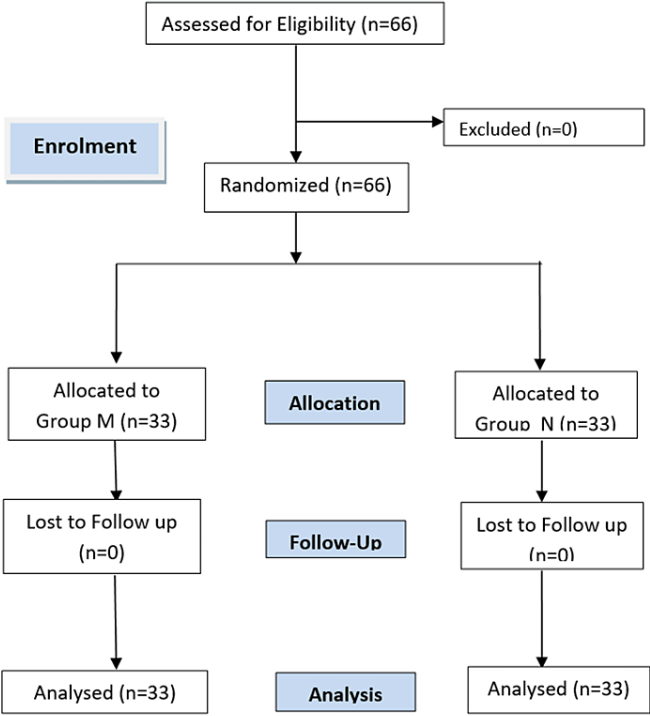 Assessed for Eligibility (n=66)
Excluded (n=0)
Enrolment
Randomized (n=66)
Allocated to
Group M (n=33)
Allocation
Allocated to
Group N (n=33)
Lost to Follow up
(n=0)
Follow-Up
Lost to Follow up
(n=0)
Analysed (n=33)
Analysis
Analysed (n=33)